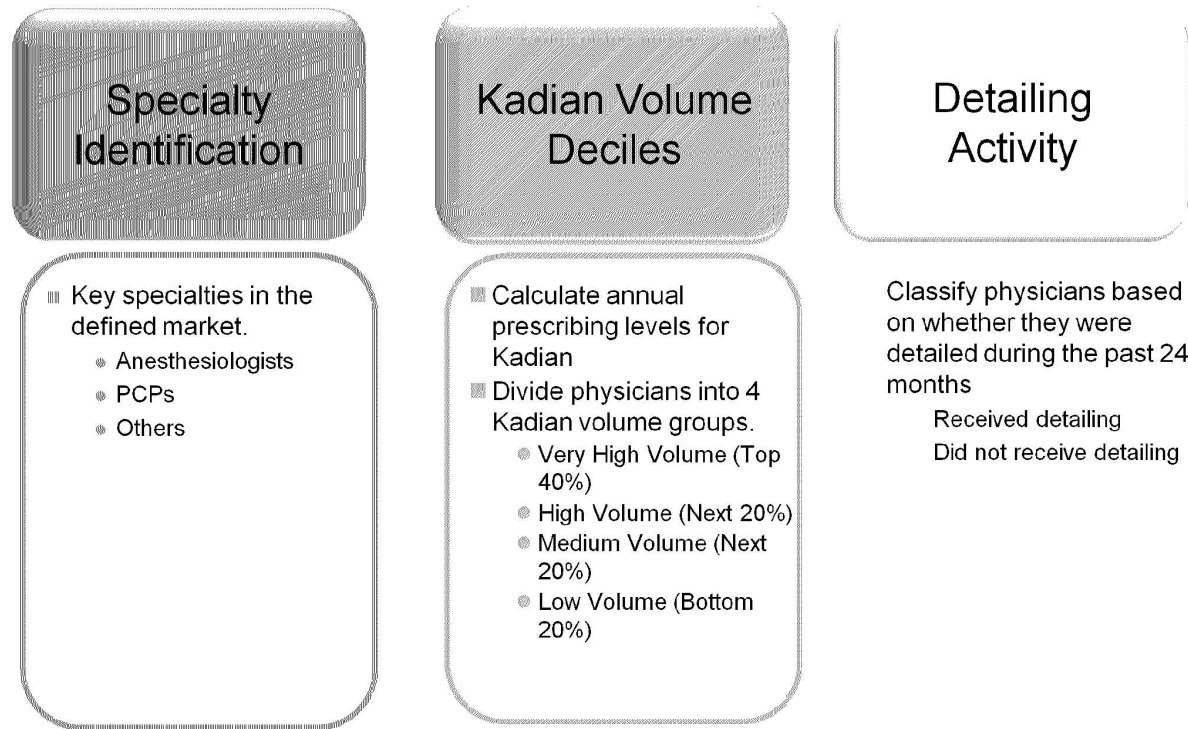 Specialty
Identification
Key specialties in the
defined market.
Anesthesiologists
PCPs
Others
Kadian Volume
Deciles
Calculate annual
prescribing levels for
Kadian
Divide physicians into 4
Kadian volume groups.
Very High Volume (Top
40%)
High Volume (Next 20%)
Medium Volume (Next
20%)
Low Volume (Bottom
20%)
Detailing
Activity
Classify physicians based
on whether they were
detailed during the past 24
months
Received detailing
Did not receive detailing